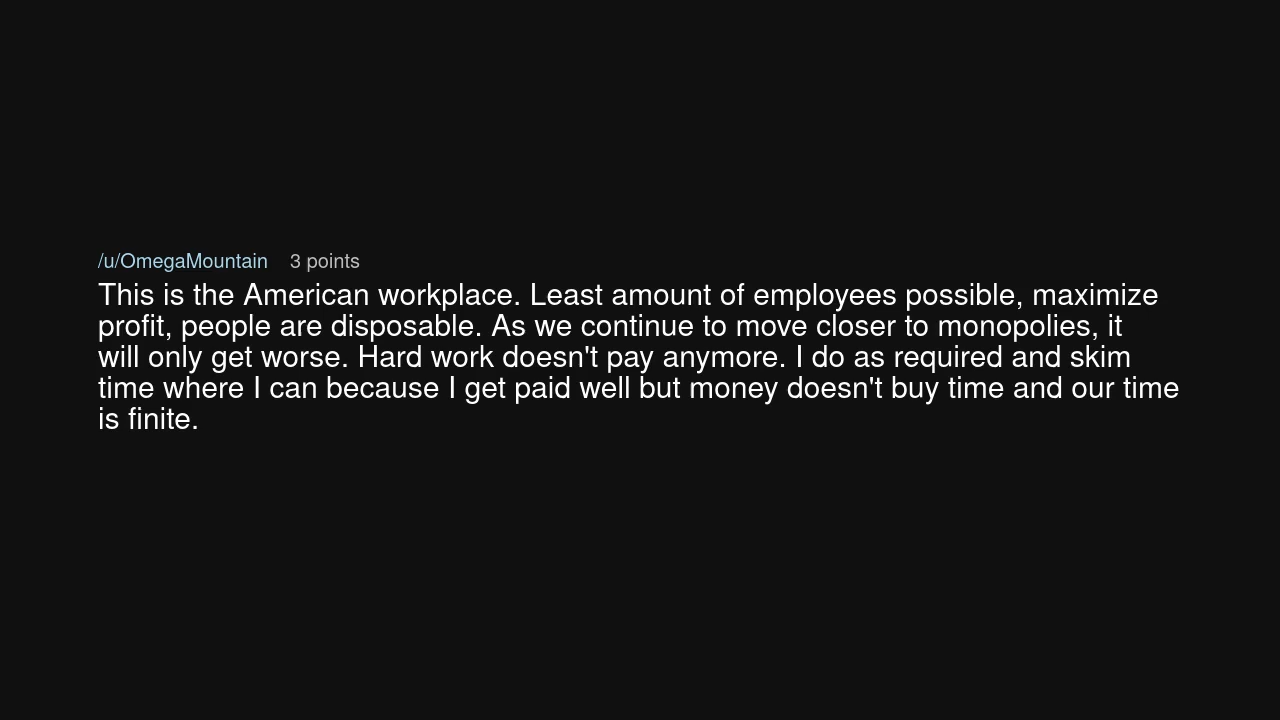 /u/OmegaMountain 3 points
This is the American workplace. Least amount of employees possible, maximize
profit, people are disposable. As we continue to move closer to monopolies, it
will only get worse. Hard work doesn't pay anymore. I do as required and skim
time where I can because I get paid well but money doesn't buy time and our time
is finite.